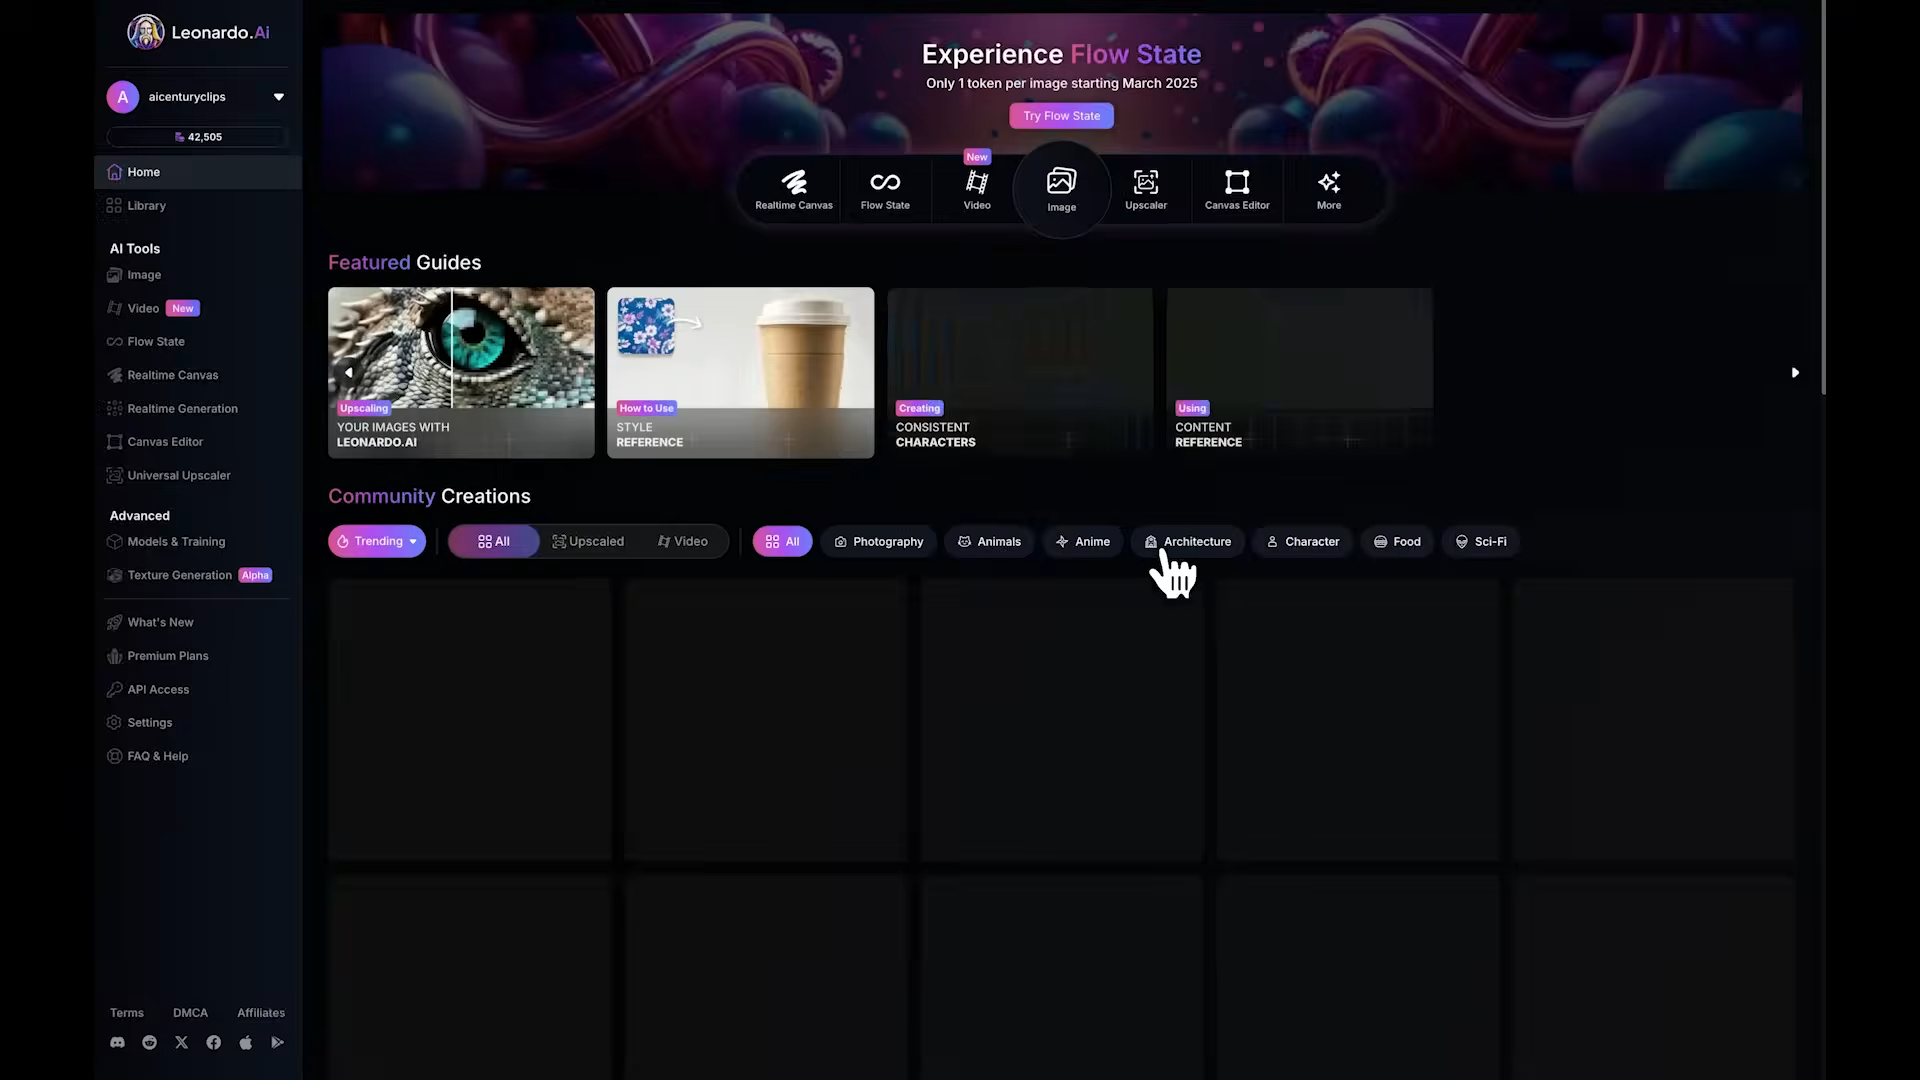 Leonardo.Ai
A
aicenturyclips
42,505
Home
Library
AI Tools
Image
Video New
Flow State
Realtime Canvas
Realtime Generation
Canvas Editor
Universal Upscaler
Advanced
Models & Training
Texture Generation Alpha
What's New
Premium Plans
API Access
Settings
FAQ & Help
Terms DMCA Affiliates
Experience Flow State
Only 1 token per image starting March 2025
Try Flow State
New
Realtime Canvas Flow State Video Image Upscaler Canvas Editor More
Featured Guides
Upscaling
YOUR IMAGES WITH
LEONARDO.AI
How to Use
STYLE
REFERENCE
Creating
CONSISTENT
CHARACTERS
Using
CONTENT
REFERENCE
Community Creations
Trending All Upscaled Video All Photography Animals Anime Architecture Character Food Sci-Fi